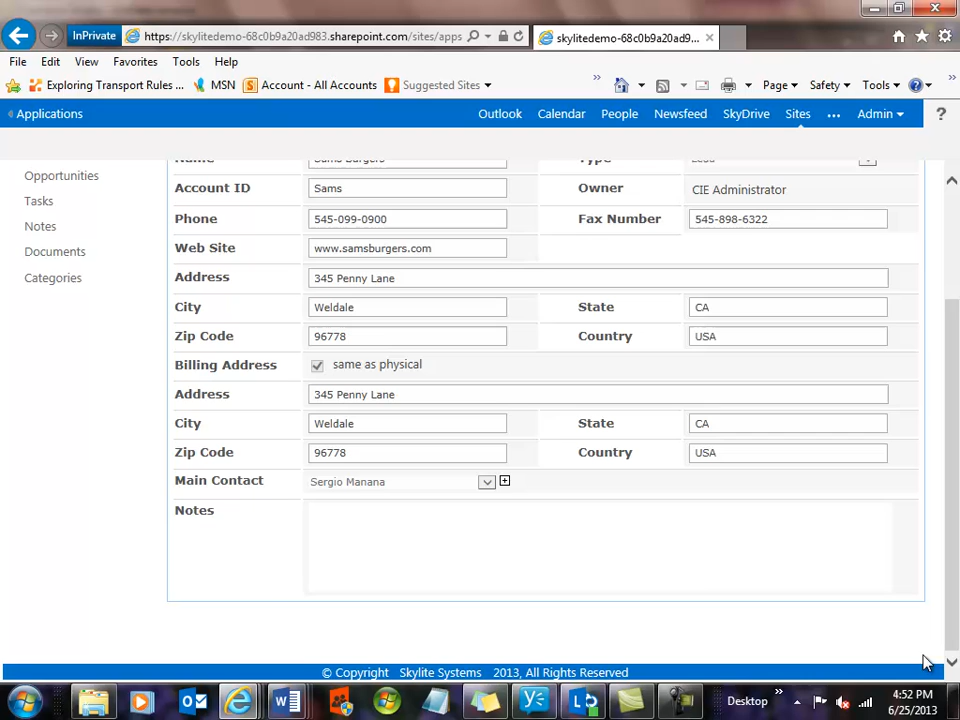 InPrivate https://skylitedemo-68c0b9a20ad983.sharepoint.com/sites/apps skylitedemo-68c0b9a20ad9...
File Edit View Favorites Tools Help
Exploring Transport Rules ... MSN Account - All Accounts Suggested Sites Page Safety Tools
Applications Outlook Calendar People Newsfeed SkyDrive Sites ... Admin ?
Name Sams Burgers Type Lead
Opportunities
Account ID Sams Owner CIE Administrator
Tasks
Phone 545-099-0900 Fax Number 545-898-6322
Notes
Web Site www.samsburgers.com
Documents
Address 345 Penny Lane
Categories
City Weldale State CA
Zip Code 96778 Country USA
Billing Address same as physical
Address 345 Penny Lane
City Weldale State CA
Zip Code 96778 Country USA
Main Contact Sergio Manana
Notes
© Copyright Skylite Systems 2013, All Rights Reserved
Desktop 4:52 PM
6/25/2013